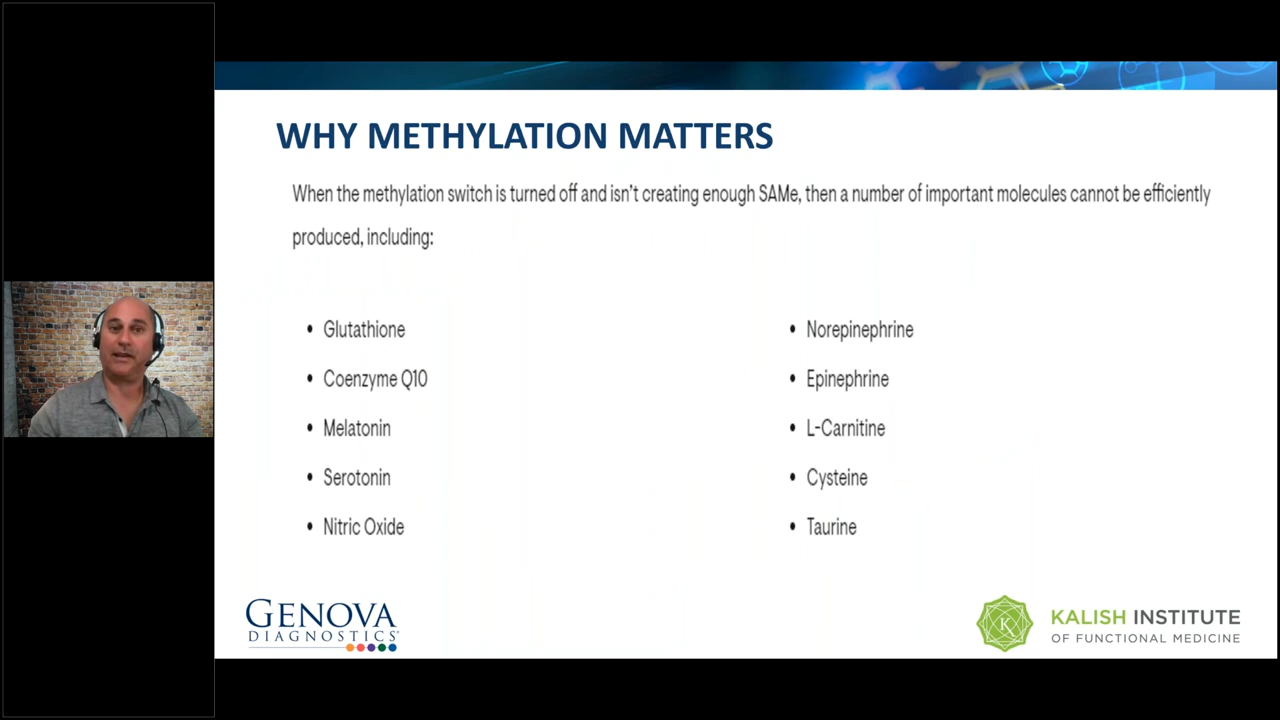 WHY METHYLATION MATTERS
When the methylation switch is turned off and isn't creating enough SAMe, then a number of important molecules cannot be efficiently
produced, including:
• Glutathione
• Coenzyme Q10
• Melatonin
• Serotonin
• Nitric Oxide
• Norepinephrine
• Epinephrine
• L-Carnitine
• Cysteine
• Taurine
GENOVA
DIAGNOSTICS
K
KALISH INSTITUTE
OF FUNCTIONAL MEDICINE